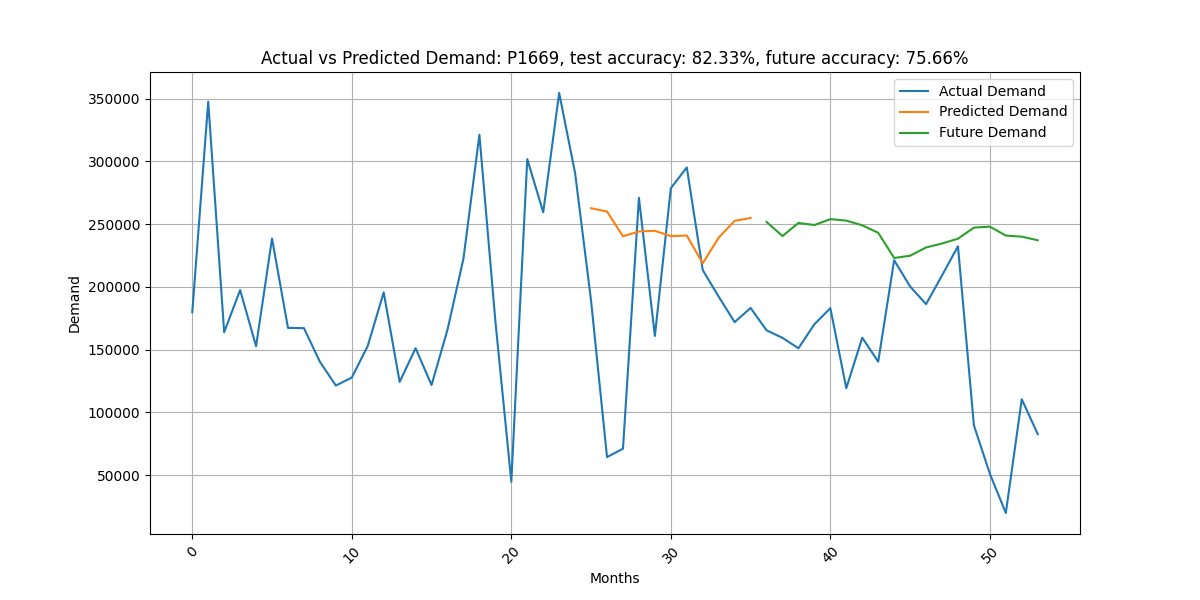 Actual vs Predicted Demand: P1669, test accuracy: 82.33%, future accuracy: 75.66%
Actual Demand
Predicted Demand
Future Demand
350000
300000
250000
200000
150000
100000
50000
Demand
0
10
20
30
40
50
Months